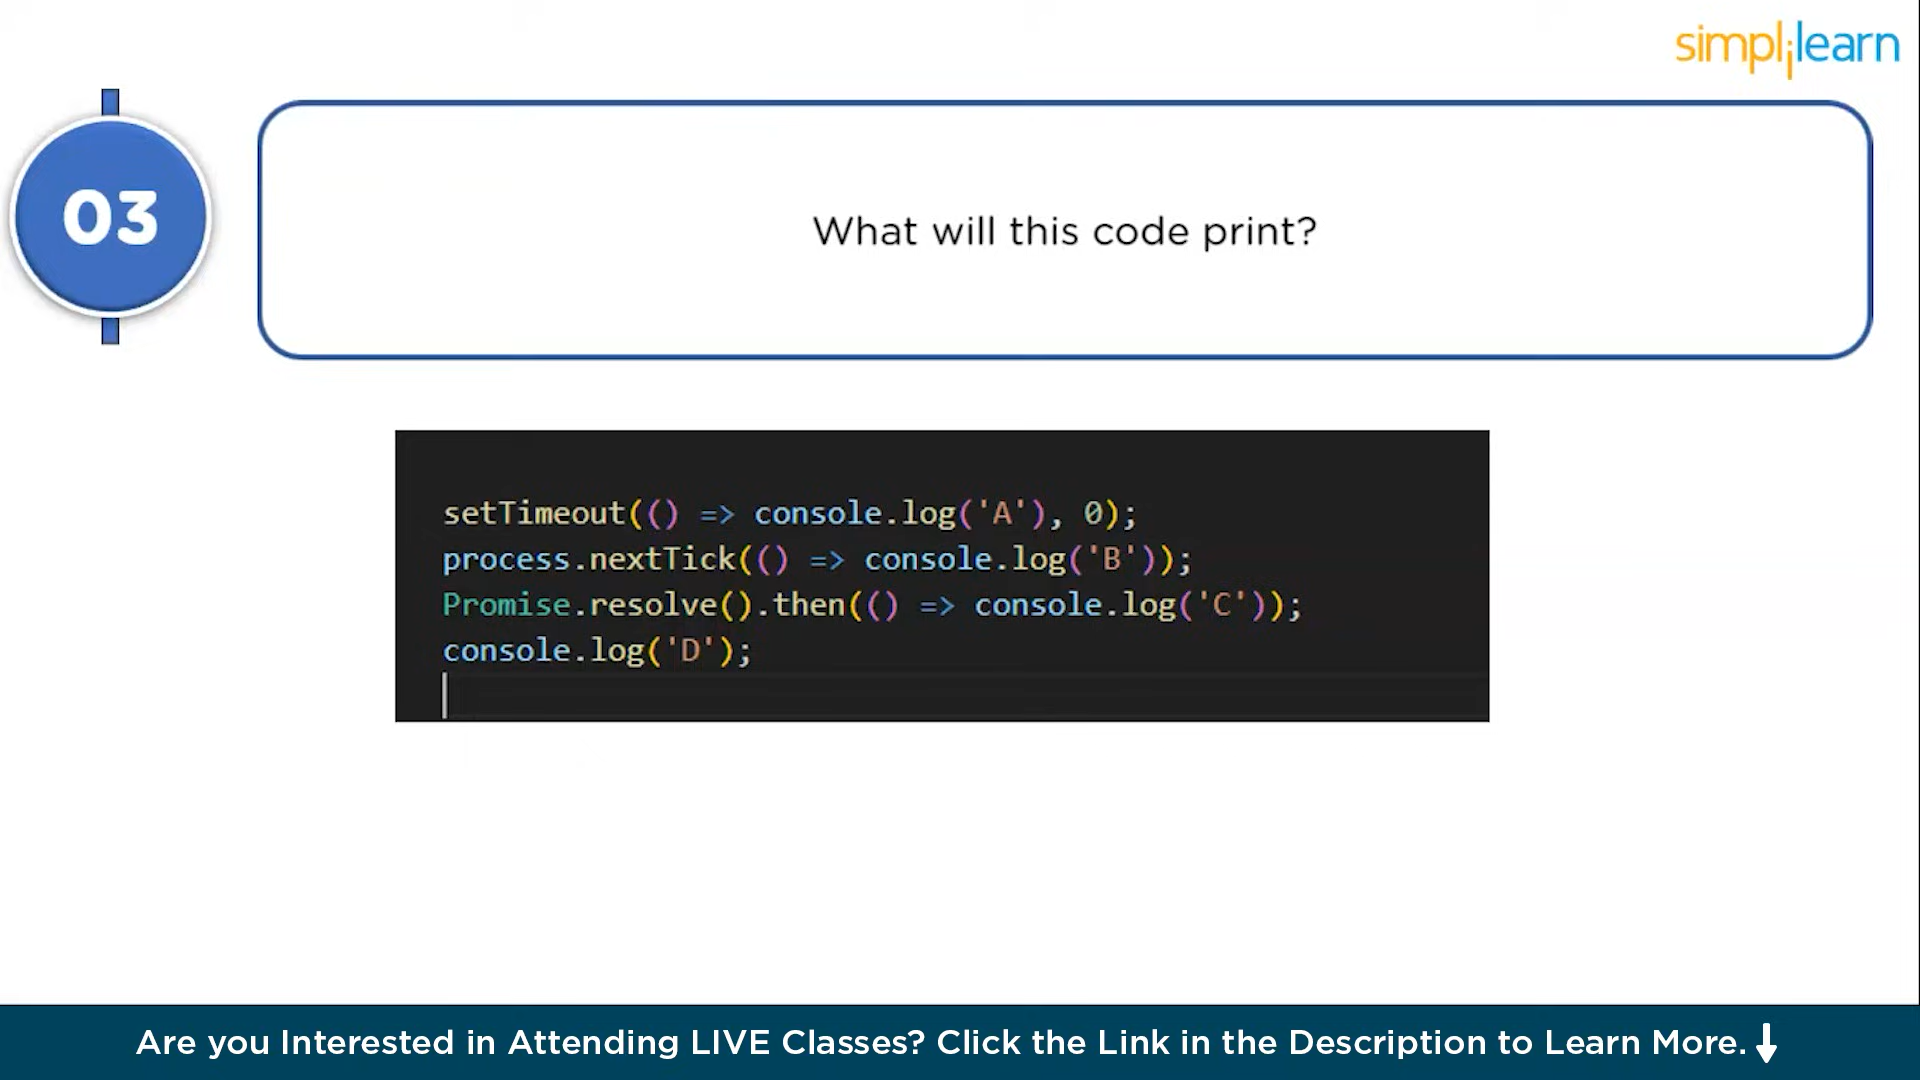 simplilearn
03
What will this code print?
setTimeout(() => console.log('A'), 0);
process.nextTick(() => console.log('B'));
Promise.resolve().then(() => console.log('C'));
console.log('D');
Are you Interested in Attending LIVE Classes? Click the Link in the Description to Learn More.